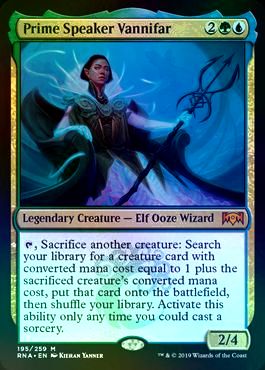 Prime Speaker Vannifar 2
Legendary Creature — Elf Ooze Wizard
, Sacrifice another creature: Search
your library for a creature card with
converted mana cost equal to 1 plus the
sacrificed creature's converted mana
cost, put that card onto the battlefield,
then shuffle your library. Activate this
ability only any time you could cast a
sorcery.
2/4
195/259 M
RNA • EN KIERAN YANNER
™ & © 2019 Wizards of the Coast